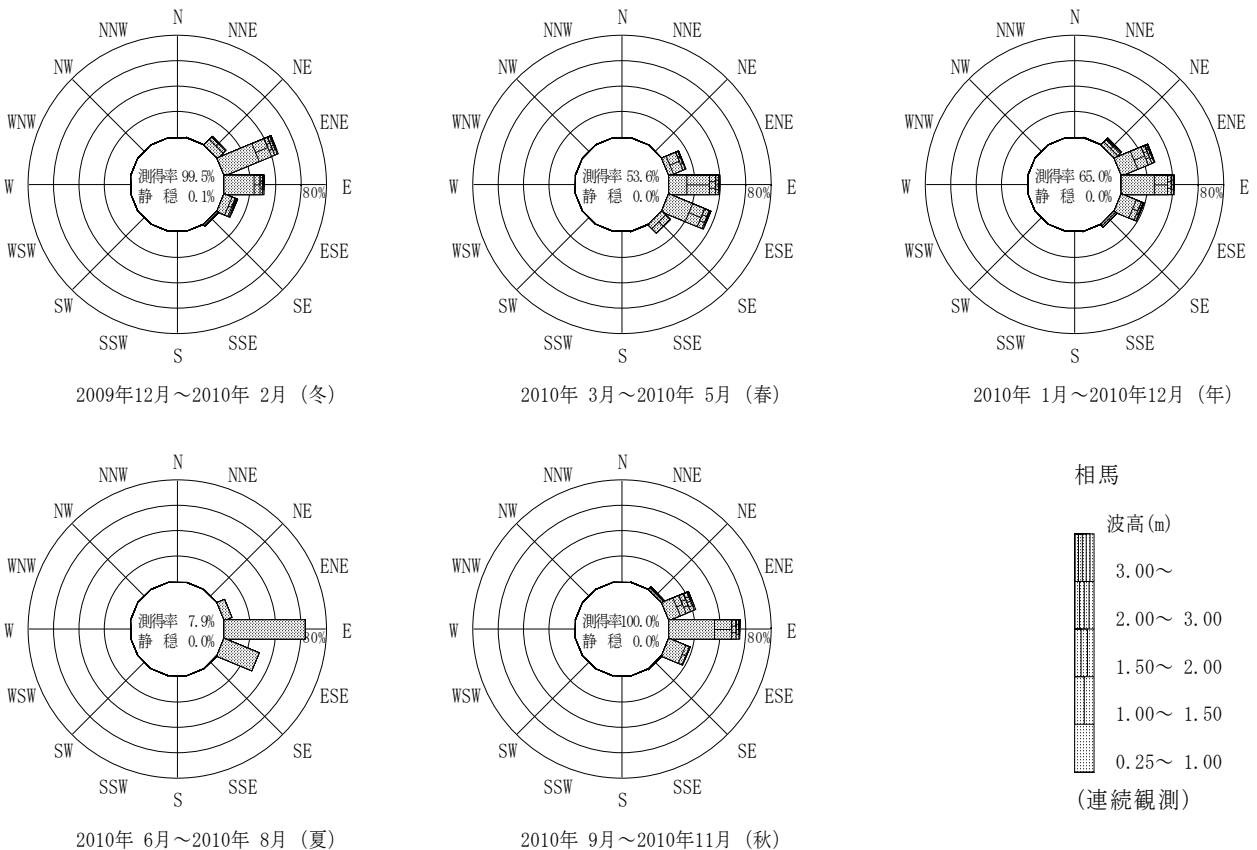 N
NNW NNE
NW NE
WNW ENE
測得率 99.5%
静 穏 0.1%
W 80% E
WSW ESE
SW SE
SSW SSE
S
2009年12月～2010年 2月 (冬)
N
NNW NNE
NW NE
WNW ENE
測得率 53.6%
静 穏 0.0%
W 80% E
WSW ESE
SW SE
SSW SSE
S
2010年 3月～2010年 5月 (春)
N
NNW NNE
NW NE
WNW ENE
測得率 65.0%
静 穏 0.0%
W 80% E
WSW ESE
SW SE
SSW SSE
S
2010年 1月～2010年12月 (年)
N
NNW NNE
NW NE
WNW ENE
測得率 7.9%
静 穏 0.0%
W 80% E
WSW ESE
SW SE
SSW SSE
S
2010年 6月～2010年 8月 (夏)
N
NNW NNE
NW NE
WNW ENE
測得率100.0%
静 穏 0.0%
W 80% E
WSW ESE
SW SE
SSW SSE
S
2010年 9月～2010年11月 (秋)
相馬
波高(m)
3.00～
2.00～ 3.00
1.50～ 2.00
1.00～ 1.50
0.25～ 1.00
(連続観測)